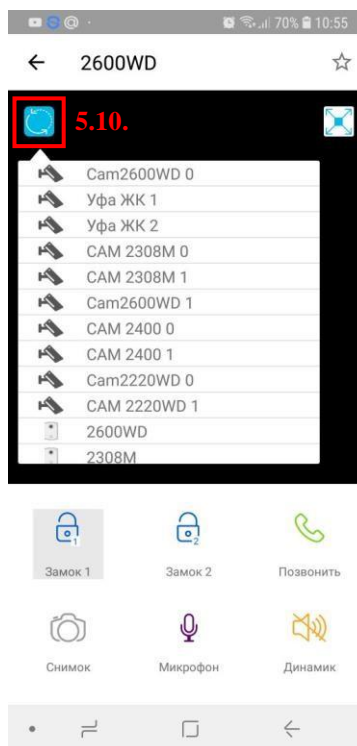 70% 10:55
2600WD
5.10.
Cam2600WD 0
Уфа ЖК 1
Уфа ЖК 2
CAM 2308M 0
CAM 2308M 1
Cam2600WD 1
CAM 2400 0
CAM 2400 1
Cam2220WD 0
CAM 2220WD 1
2600WD
2308M
1
2
Замок 1
Замок 2
Позвонить
Снимок
Микрофон
Динамик